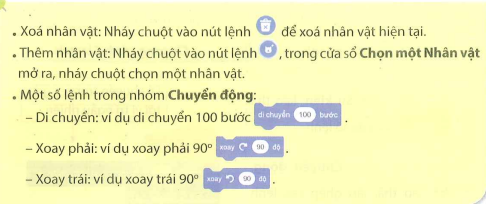 • Xoá nhân vật: Nháy chuột vào nút lệnh để xoá nhân vật hiện tại.
• Thêm nhân vật: Nháy chuột vào nút lệnh , trong cửa sổ Chọn một Nhân vật
mở ra, nháy chuột chọn một nhân vật.
• Một số lệnh trong nhóm Chuyển động:
– Di chuyển: ví dụ di chuyển 100 bước di chuyển 100 bước .
– Xoay phải: ví dụ xoay phải 90º xoay 90 độ .
– Xoay trái: ví dụ xoay trái 90º xoay 90 độ .